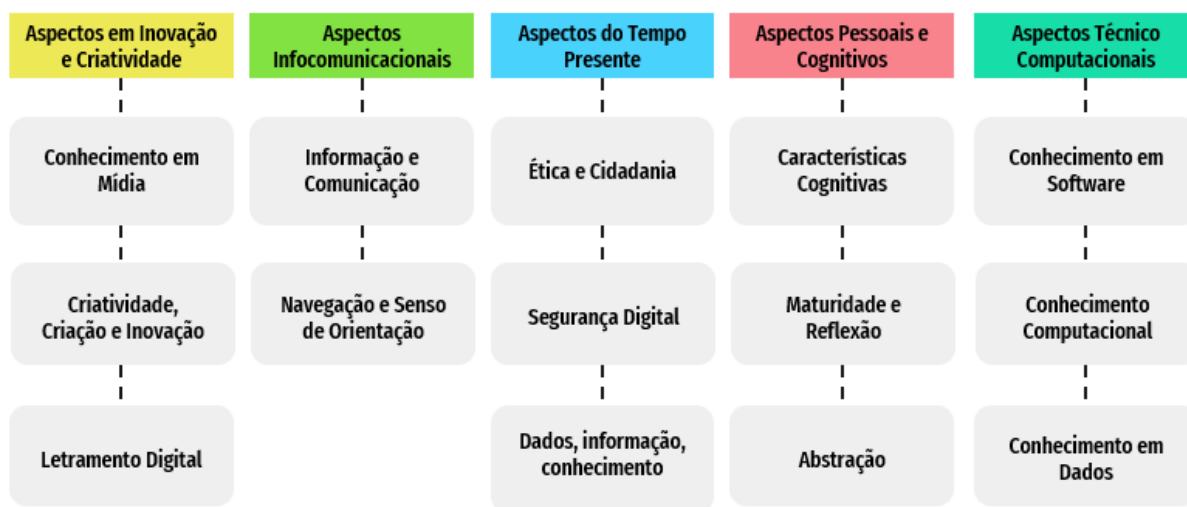 Aspectos em Inovação
e Criatividade
Conhecimento em
Mídia
Criatividade,
Criação e Inovação
Letramento Digital
Aspectos
Infocomunicacionais
Informação e
Comunicação
Navegação e Senso
de Orientação
Aspectos do Tempo
Presente
Ética e Cidadania
Segurança Digital
Dados, informação,
conhecimento
Aspectos Pessoais e
Cognitivos
Características
Cognitivas
Maturidade e
Reflexão
Abstração
Aspectos Técnico
Computacionais
Conhecimento em
Software
Conhecimento
Computacional
Conhecimento em
Dados